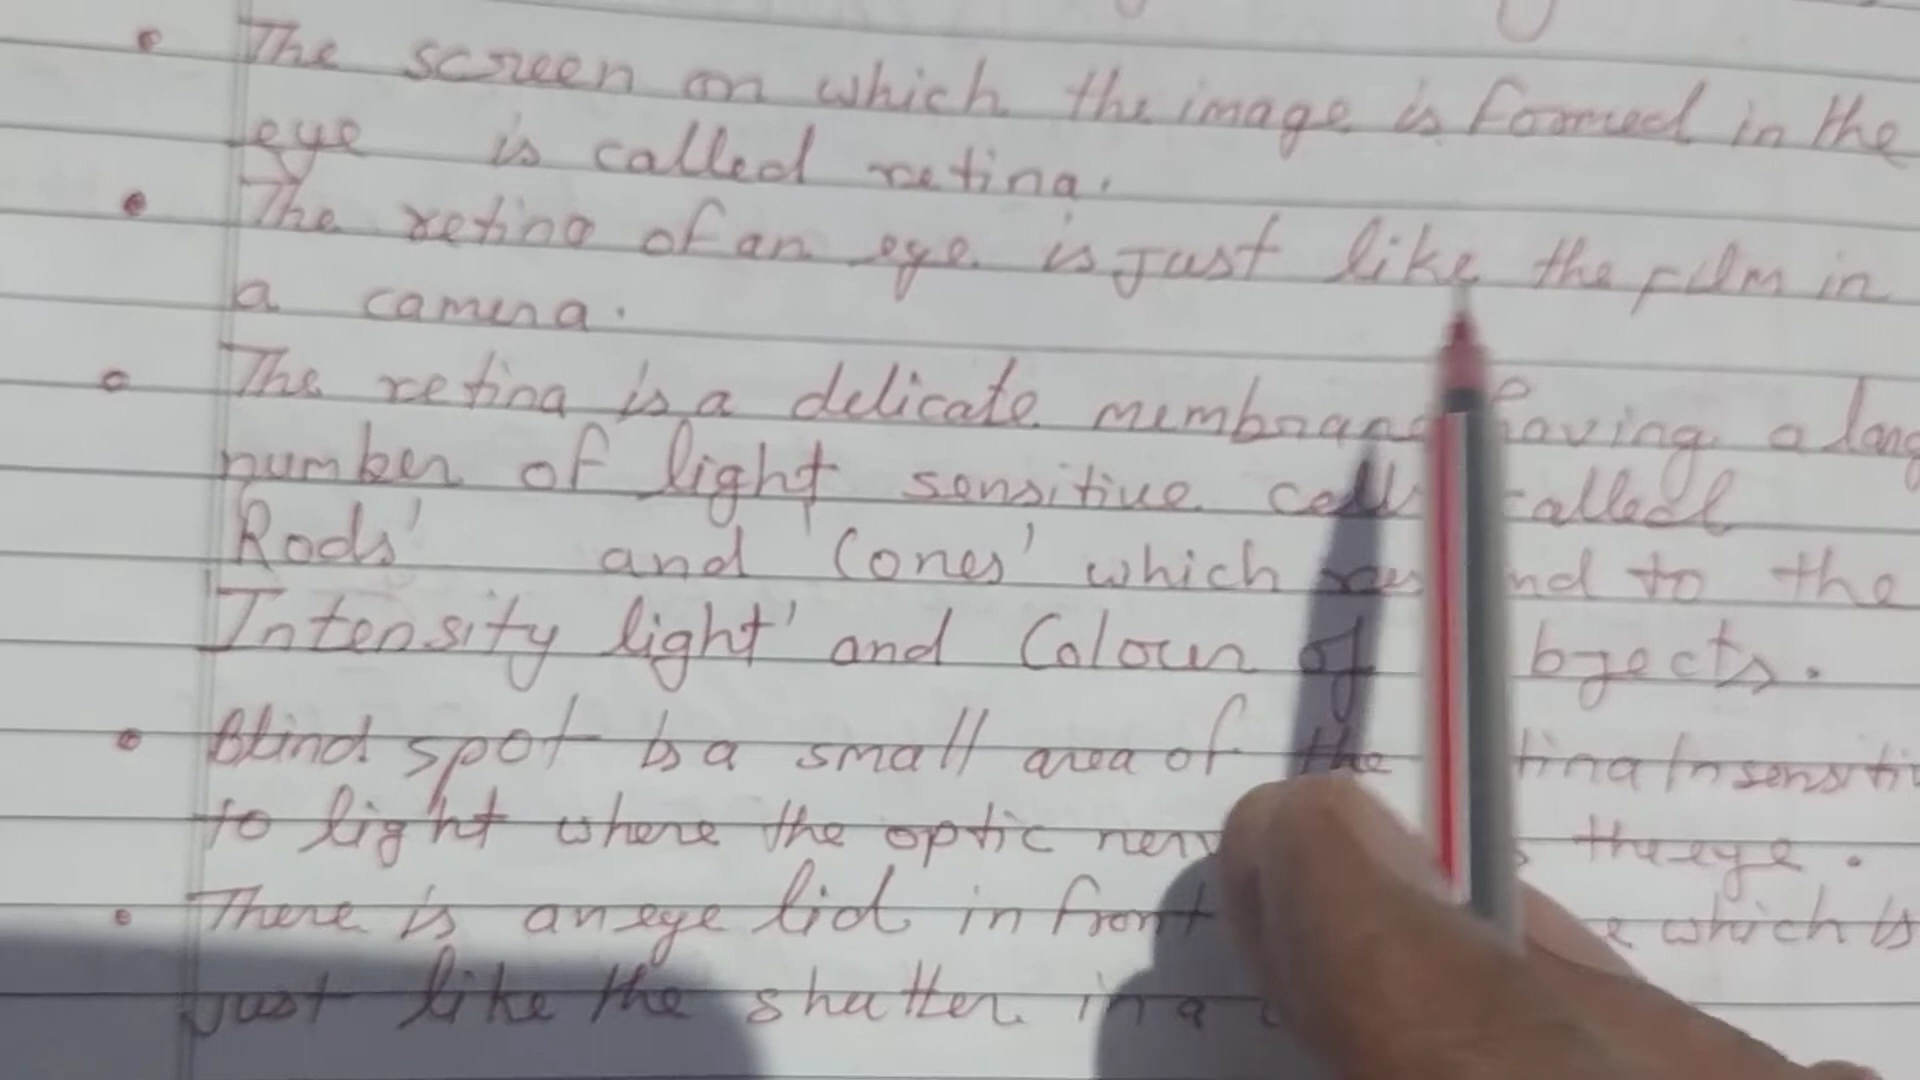 The screen on which the image is formed in the
eye is called retina.
The retina of an eye is just like the film in
a camera.
The retina is a delicate membrane having a
number of light sensitive cells called
Rods' and 'Cones' which to the
Intensity light' and Colour of
Blind spot is a small area of the
to light where the optic the eye.
There is an eye lid in front which is
just like the shutter in a